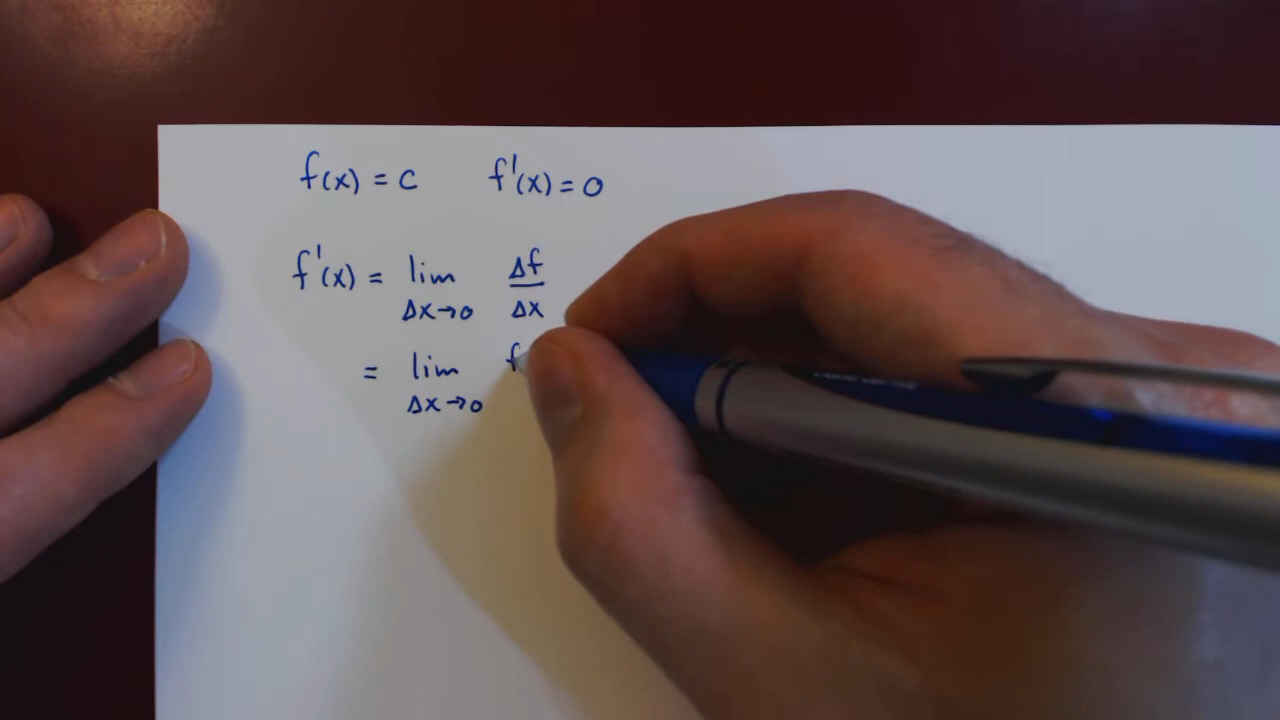 f(x) = c f'(x) = 0
f'(x) = lim Δf
Δx→0 Δx
= lim f
Δx→0